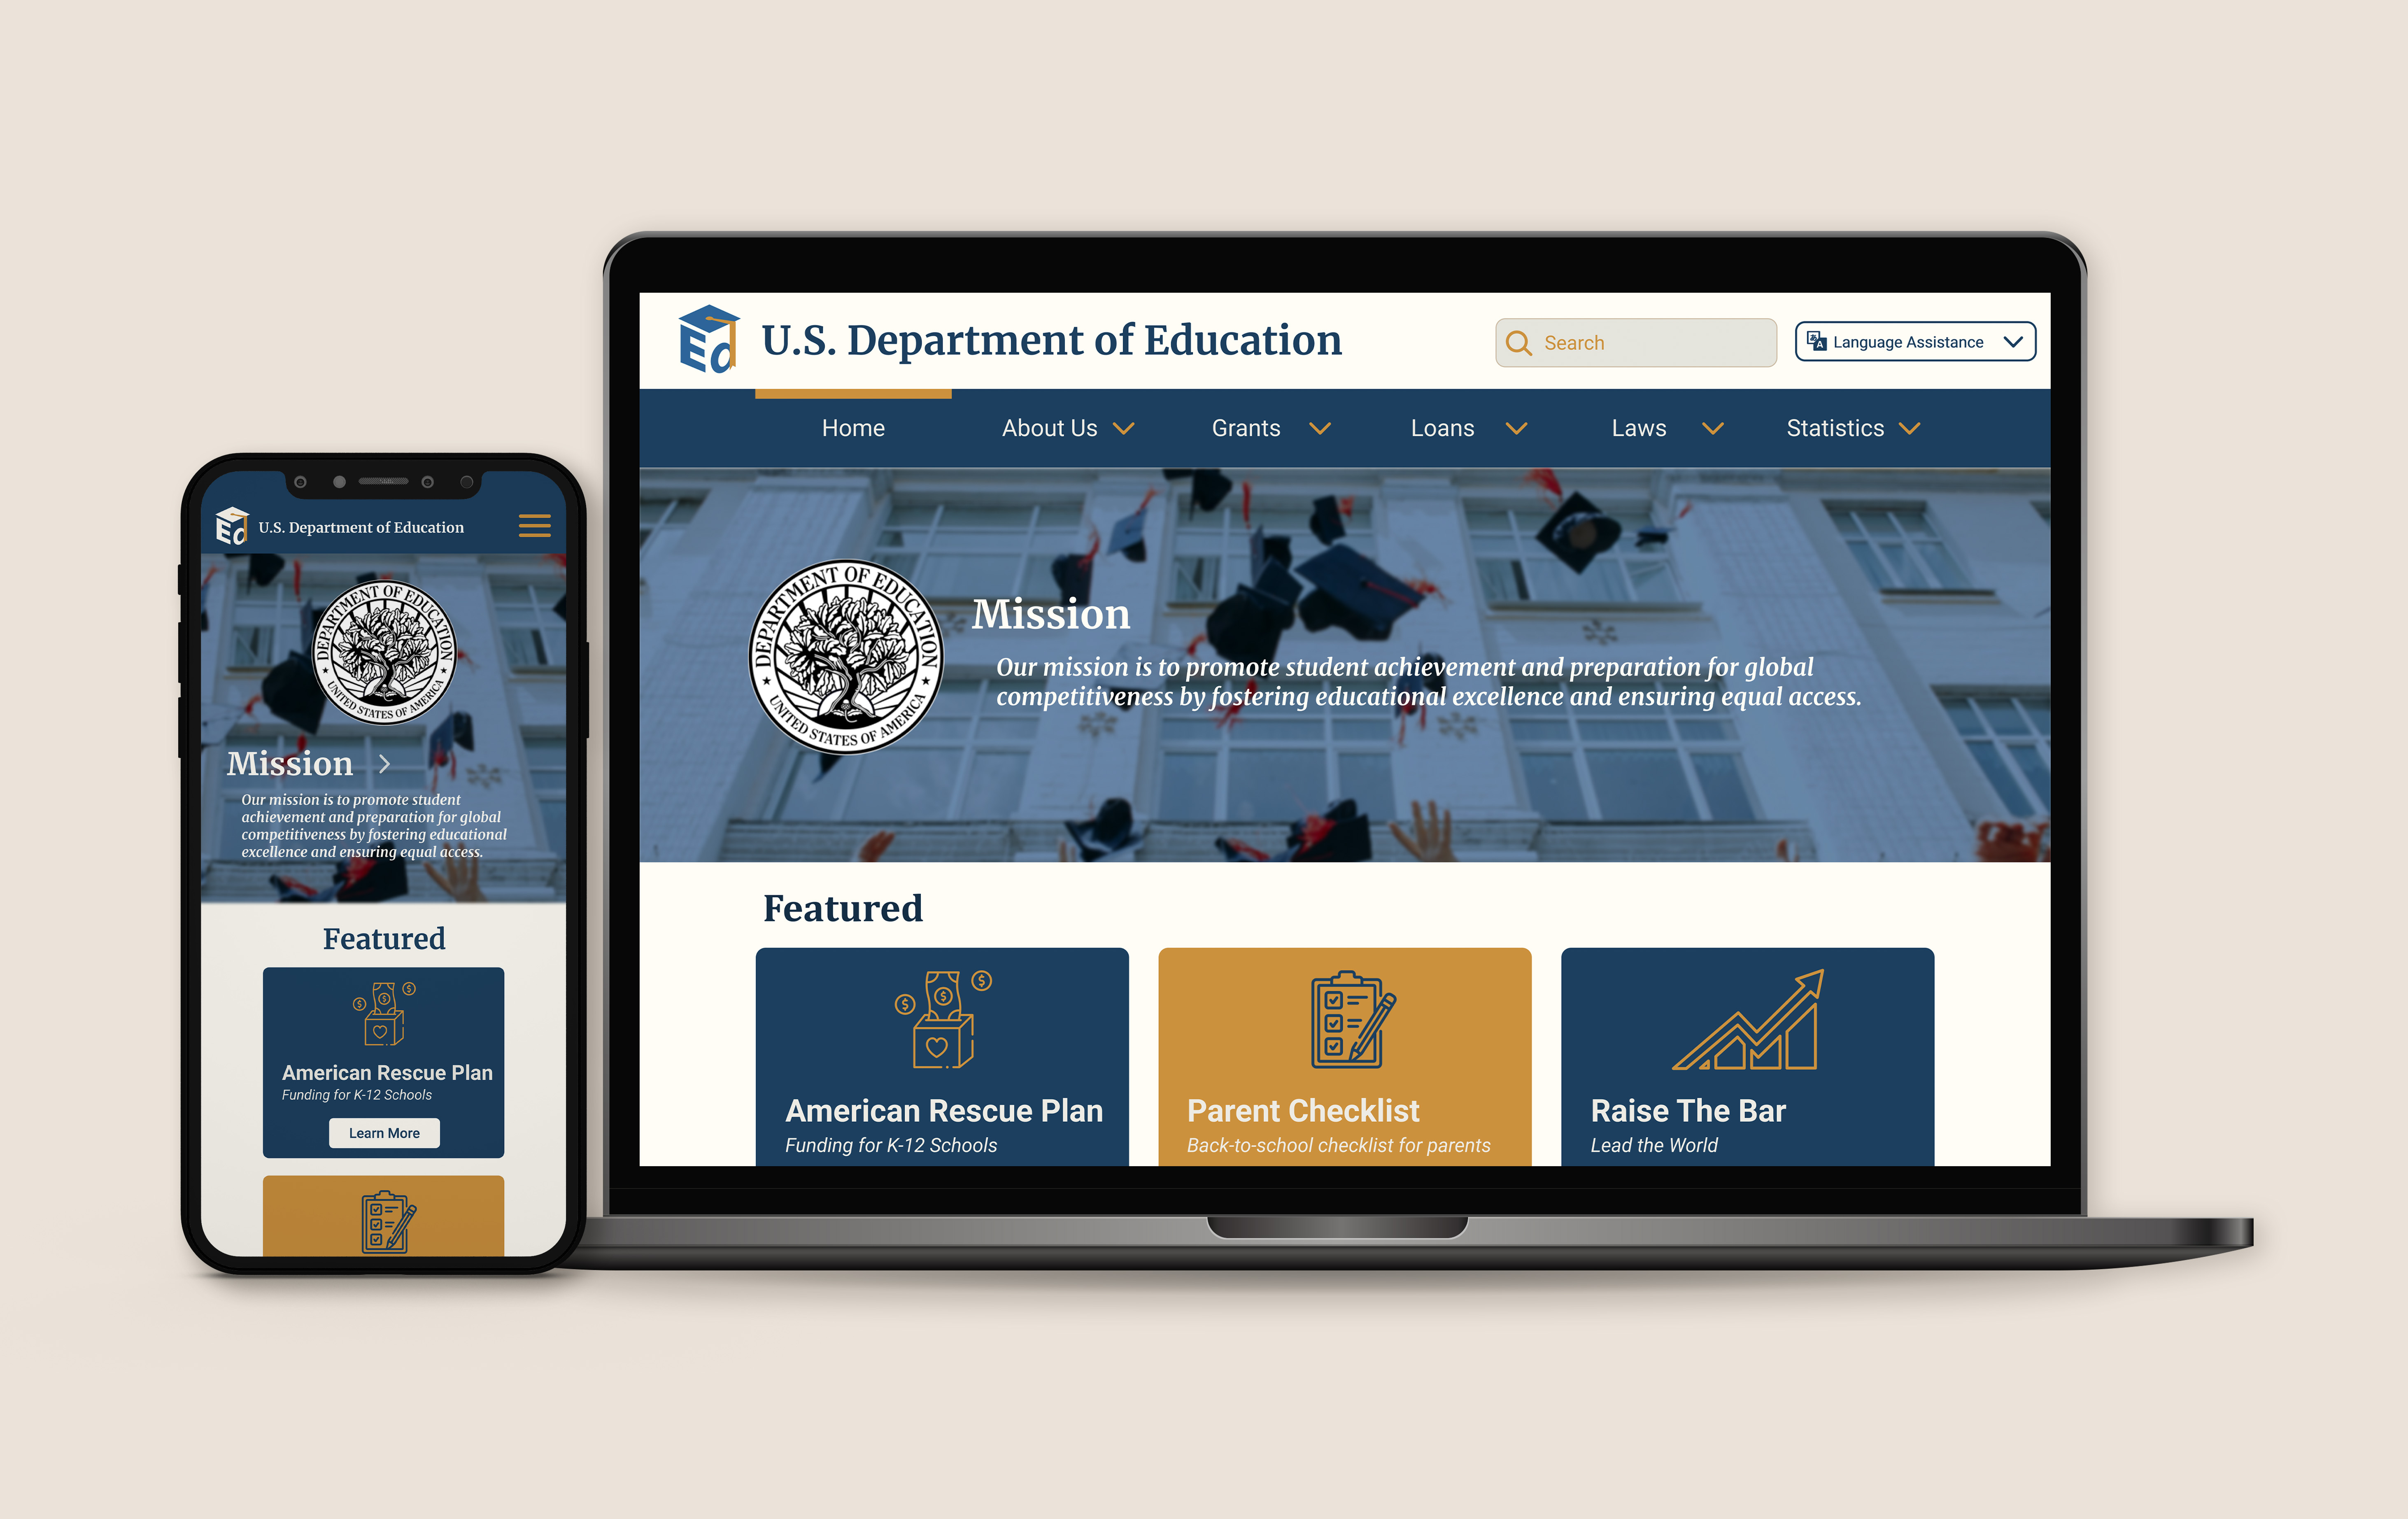 Ed U.S. Department of Education
DEPARTMENT OF EDUCATION
UNITED STATES OF AMERICA
Mission
Our mission is to promote student
achievement and preparation for global
competitiveness by fostering educational
excellence and ensuring equal access.
Featured
$ $ $
American Rescue Plan
Funding for K-12 Schools
Learn More
Ed U.S. Department of Education
Search
A Language Assistance
Home About Us Grants Loans Laws Statistics
DEPARTMENT OF EDUCATION
UNITED STATES OF AMERICA
Mission
Our mission is to promote student achievement and preparation for global
competitiveness by fostering educational excellence and ensuring equal access.
Featured
$ $ $
American Rescue Plan
Funding for K-12 Schools
Parent Checklist
Back-to-school checklist for parents
Raise The Bar
Lead the World